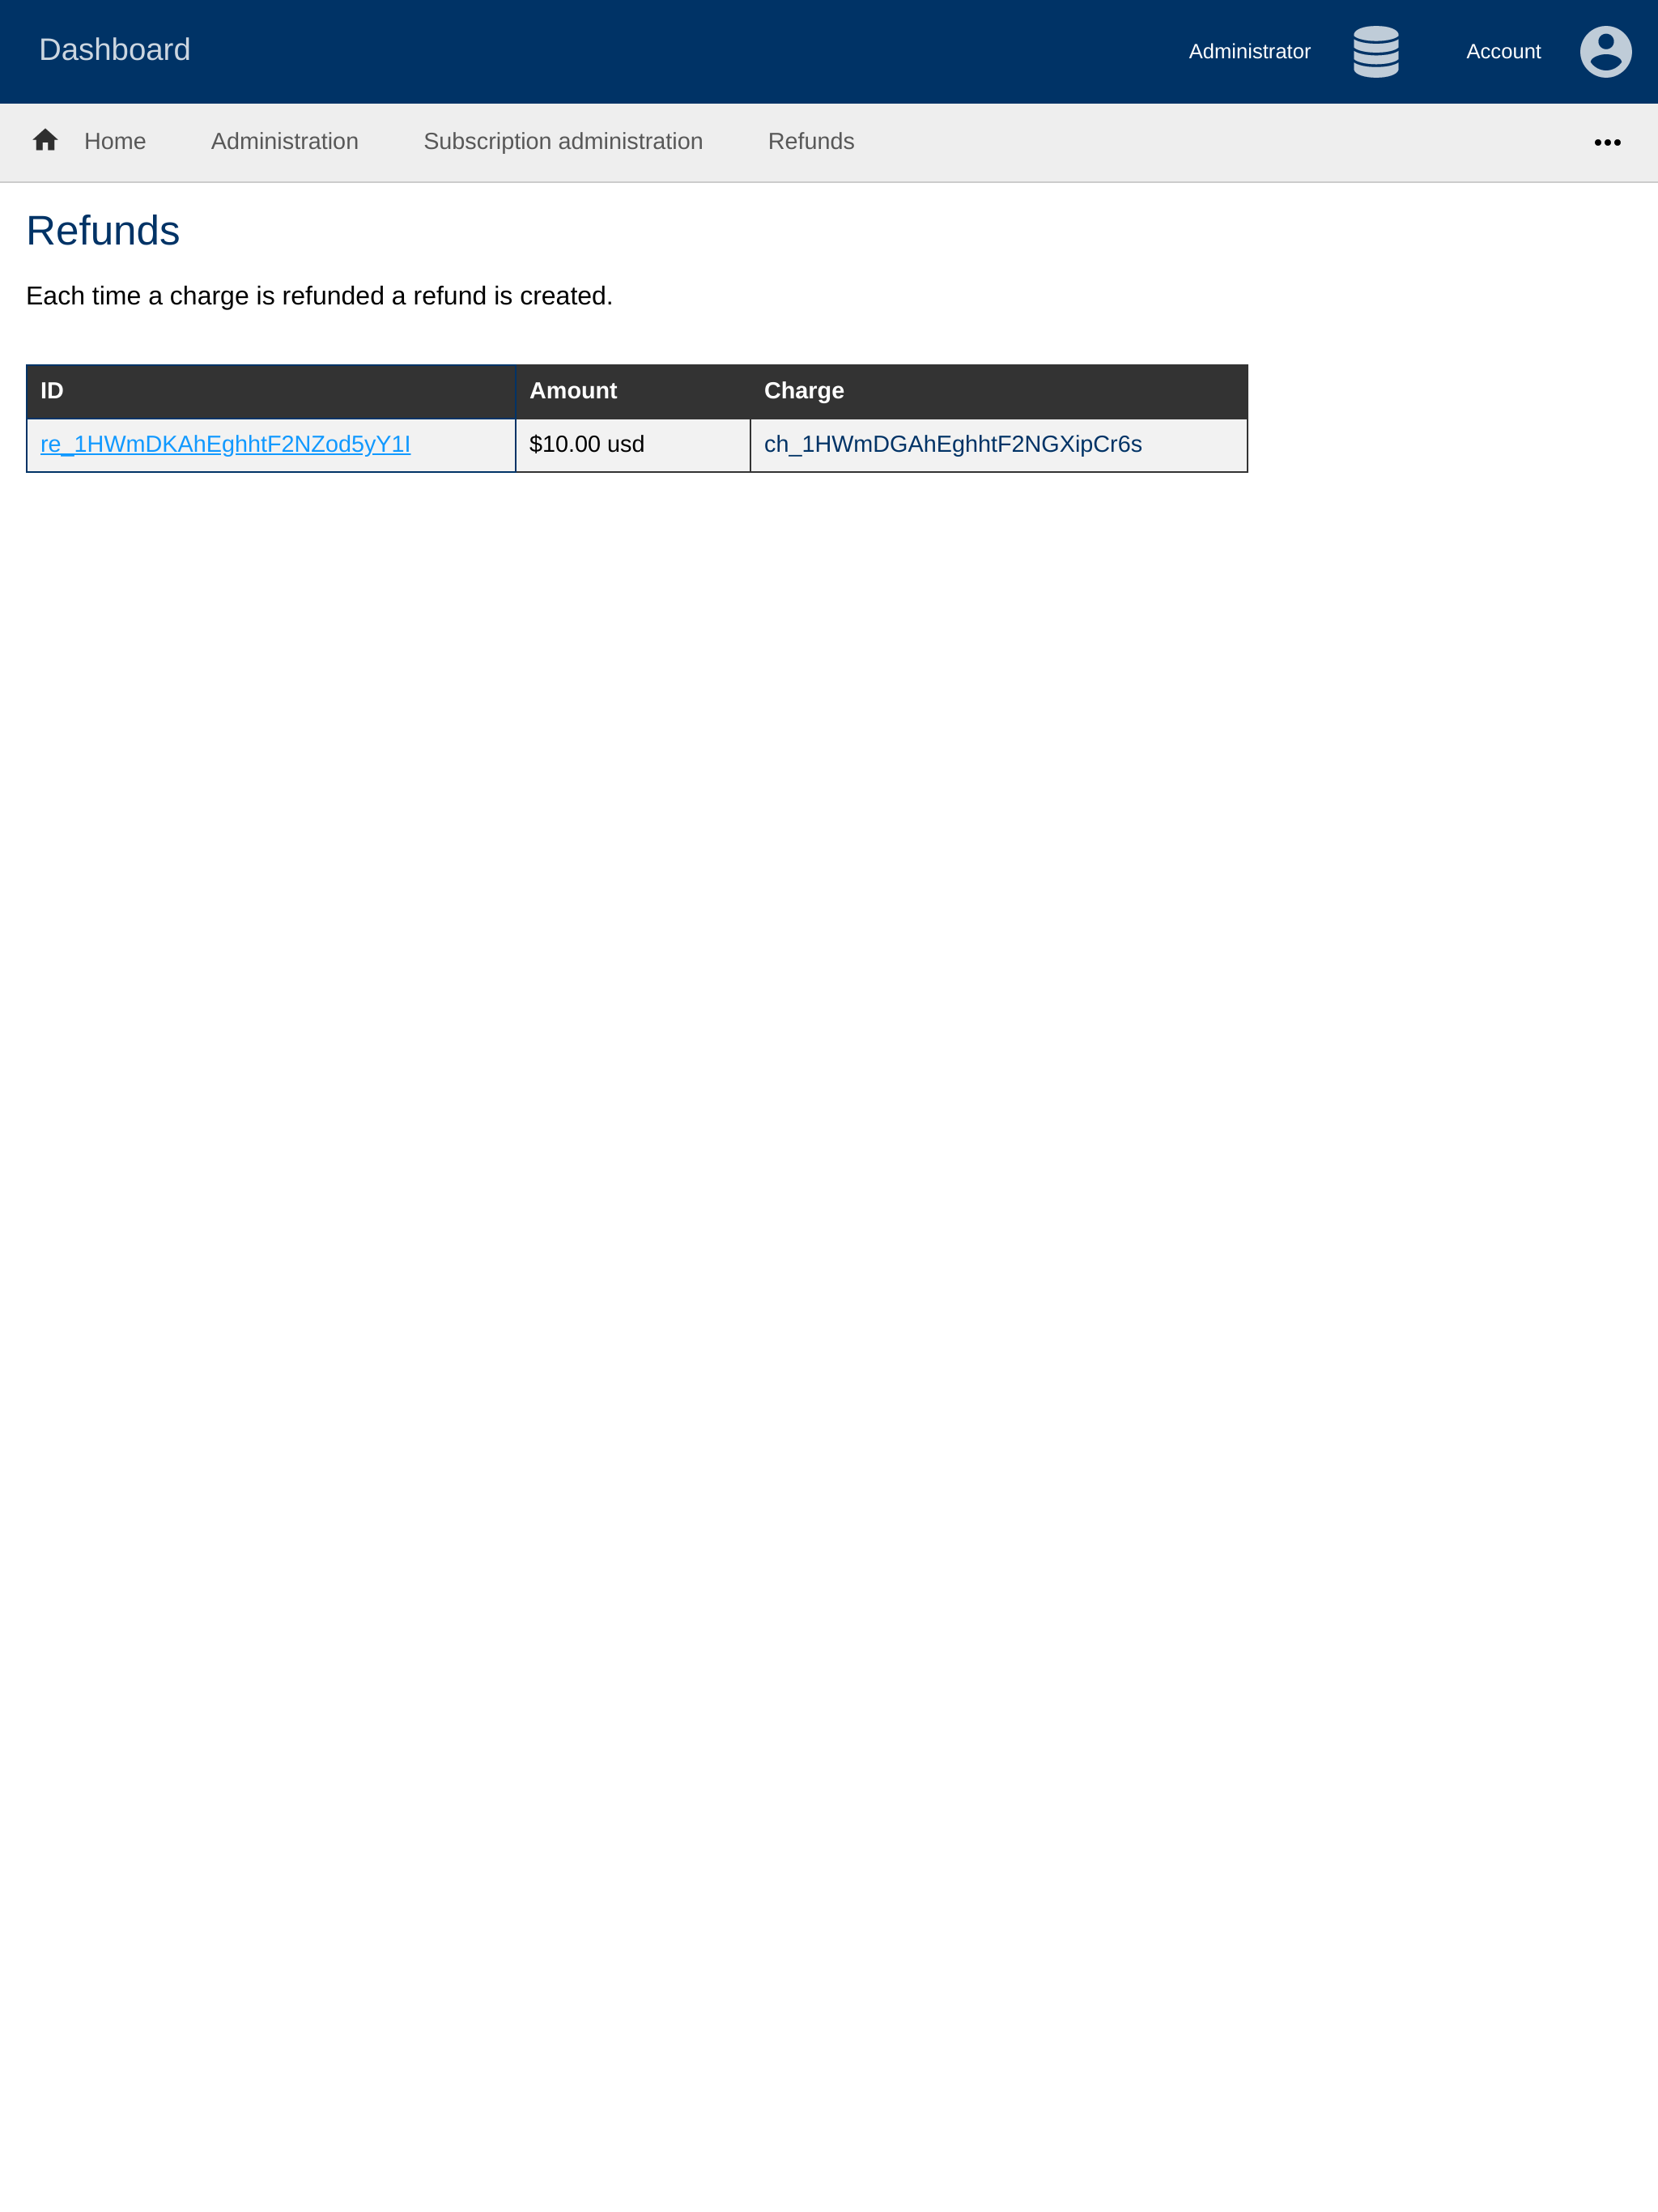 Dashboard
Administrator
Account
Home
Administration
Subscription administration
Refunds
Refunds
Each time a charge is refunded a refund is created.
ID Amount Charge
re_1HWmDKAhEghhtF2NZod5yY1I $10.00 usd ch_1HWmDGAhEghhtF2NGXipCr6s